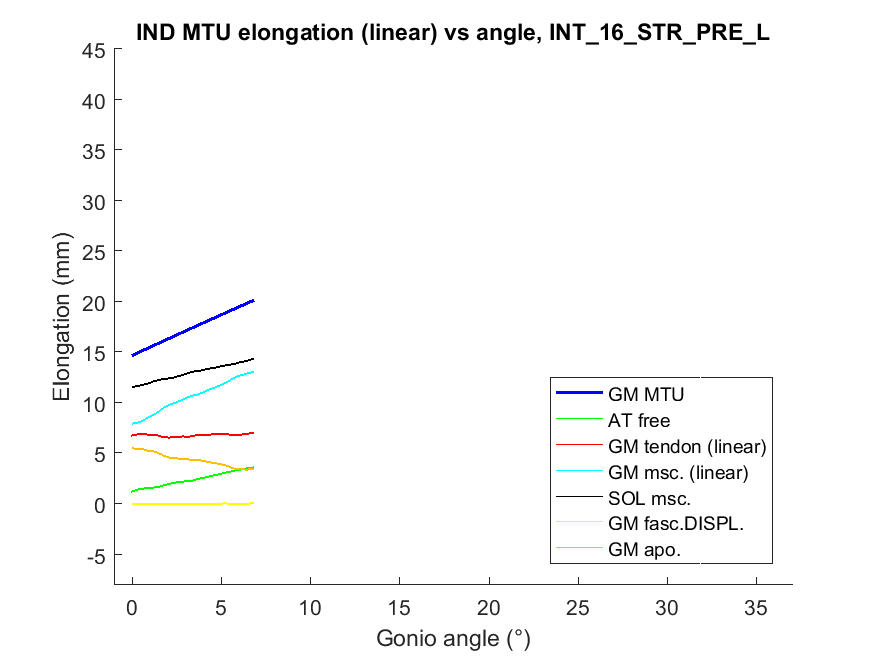 IND MTU elongation (linear) vs angle, INT_16_STR_PRE_L
45
40
35
30
25
20
15
10
5
0
-5
Elongation (mm)
0 5 10 15 20 25 30 35
Gonio angle (°)
GM MTU
AT free
GM tendon (linear)
GM msc. (linear)
SOL msc.
GM fasc.DISPL.
GM apo.